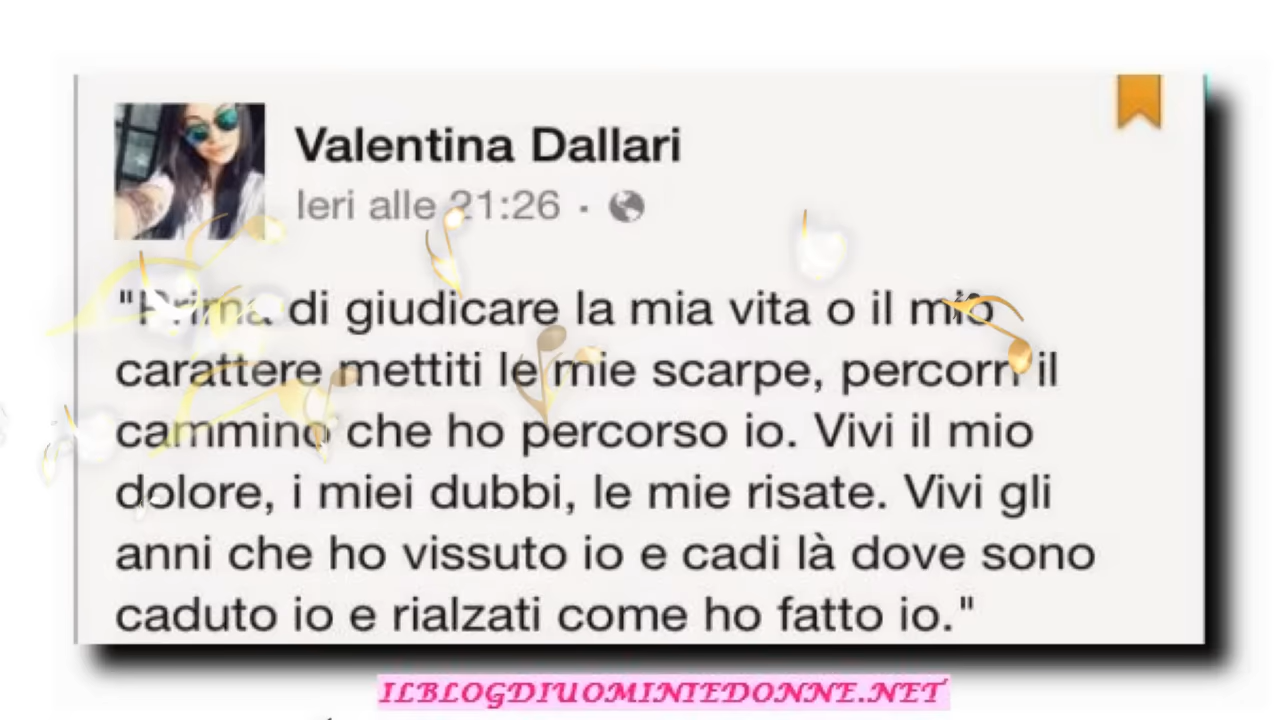 Valentina Dallari
Ieri alle 21:26 ·
"Prima di giudicare la mia vita o il mio
carattere mettiti le mie scarpe, percorri il
cammino che ho percorso io. Vivi il mio
dolore, i miei dubbi, le mie risate. Vivi gli
anni che ho vissuto io e cadi là dove sono
caduto io e rialzati come ho fatto io."
ILBLOGDIUOMINIEDONNE.NET